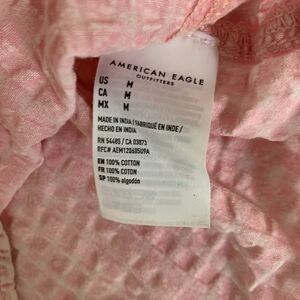 AMERICAN EAGLE
OUTFITTERS
US M
CA M
MX M
MADE IN INDIA / FABRIQUÉ EN INDE /
HECHO EN INDIA
RN 54485 / CA 03873
RFC# AEM120605U9A
EN 100% COTTON
FR 100% COTON
SP 100% algodón